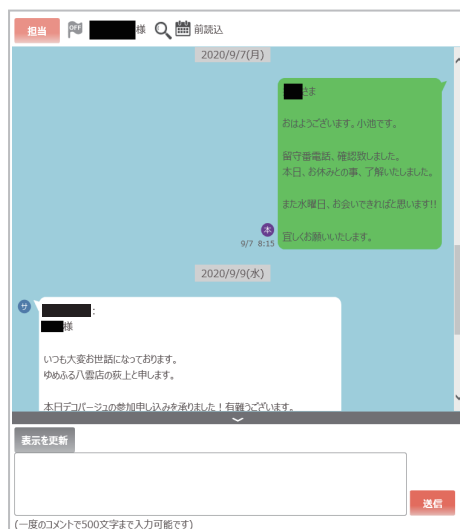 担当 OFF 様 前読込
2020/9/7(月)
さま
おはようございます。小池です。
留守番電話、確認致しました。
本日、お休みとの事、了解いたしました。
また水曜日、お会いできればと思います!!
宜しくお願いいたします。
本
9/7 8:15
2020/9/9(水)
サ
:
様
いつも大変お世話になっております。
ゆめふる八雲店の荻上と申します。
本日デコパージュの参加申し込みを承りました！有難うございます。
表示を更新
送信
(一度のコメントで500文字まで入力可能です)